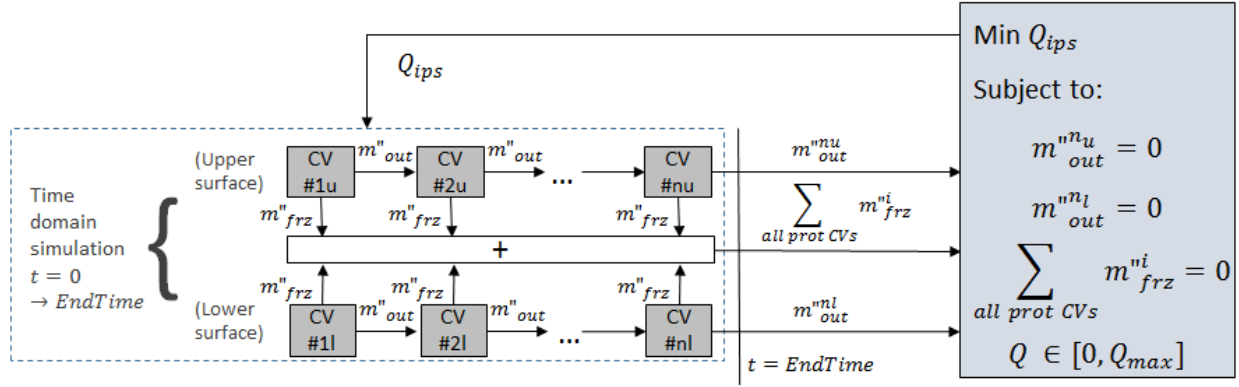 Q_ips
(Upper
surface)
CV
#1u
m"_out
CV
#2u
m"_out
...
CV
#nu
m"_frz
m"_frz
m"_frz
Time
domain
simulation
t = 0
→ EndTime
{
+
m"_frz
m"_frz
m"_frz
(Lower
surface)
CV
#1l
m"_out
CV
#2l
m"_out
...
CV
#nl
m"^nu_out
∑ m"^i_frz
all prot CVs
m"^nl_out
t = EndTime
Min Q_ips
Subject to:
m"^n_u_out = 0
m"^n_l_out = 0
∑ m"^i_frz = 0
all prot CVs
Q ∈ [0, Q_max]